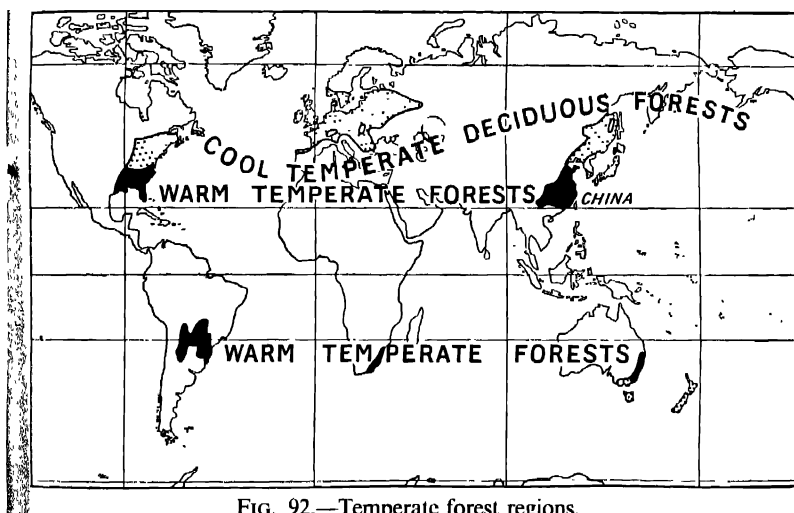 COOL TEMPERATE DECIDUOUS FORESTS
WARM TEMPERATE FORESTS
CHINA
WARM TEMPERATE FORESTS
FIG. 92.—Temperate forest regions.